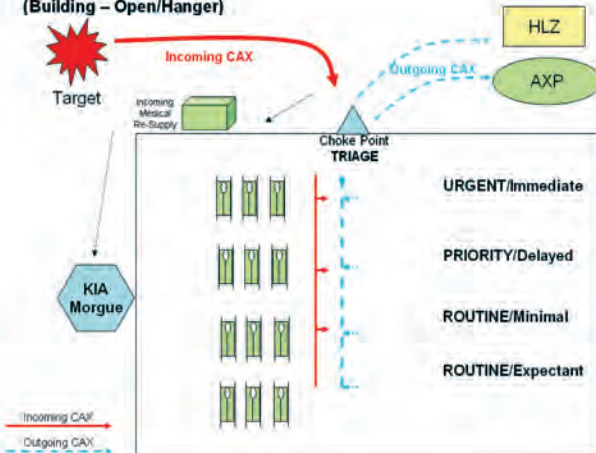 (Building – Open/Hanger)
HLZ
Incoming CAX
Outgoing CAX
AXP
Target
Incoming
Medical
Re-Supply
Choke Point
TRIAGE
URGENT/Immediate
PRIORITY/Delayed
KIA
Morgue
ROUTINE/Minimal
ROUTINE/Expectant
Incoming CAX
Outgoing CAX